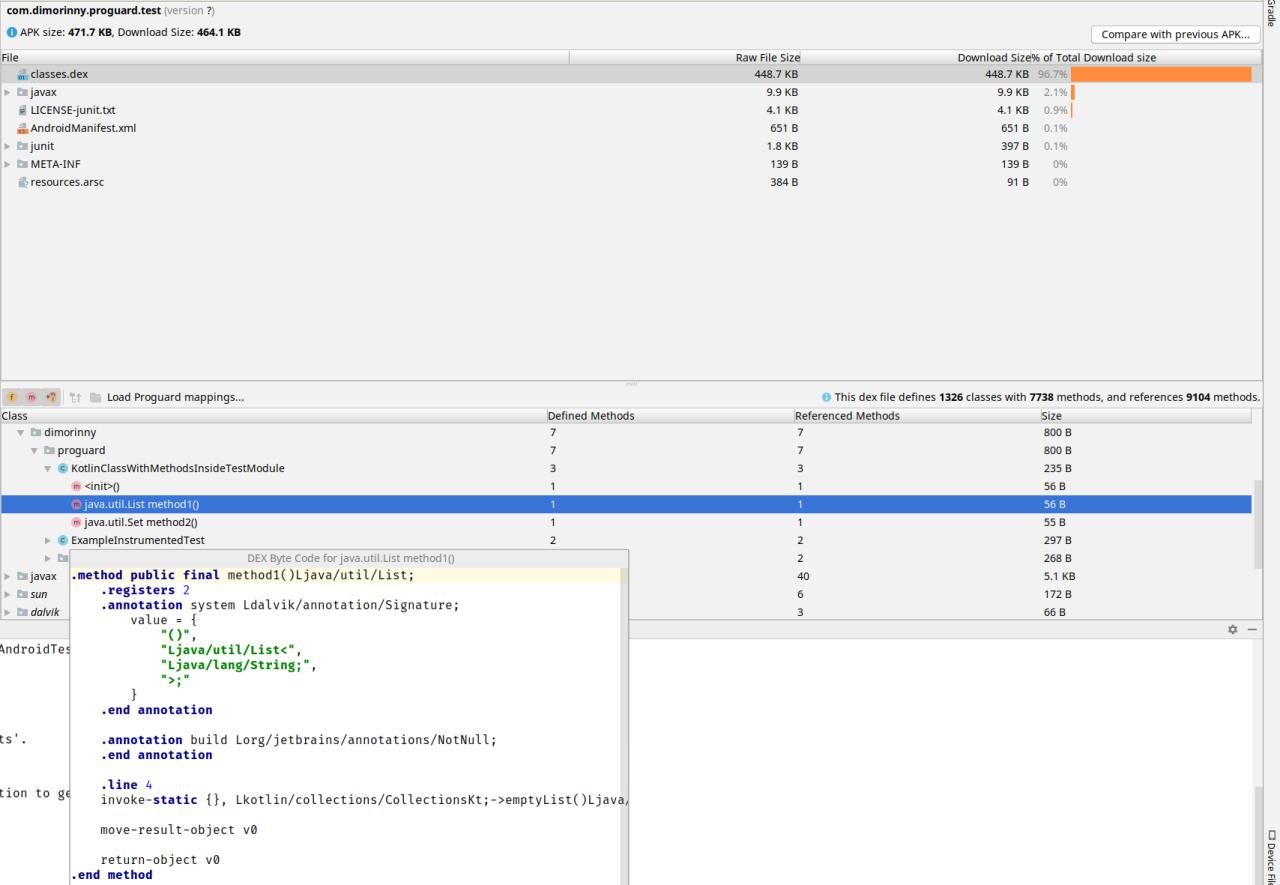 com.dimorinny.proguard.test (version ?)
APK size: 471.7 KB, Download Size: 464.1 KB
Compare with previous APK...
File Raw File Size Download Size % of Total Download size
classes.dex 448.7 KB 448.7 KB 96.7%
javax 9.9 KB 9.9 KB 2.1%
LICENSE-junit.txt 4.1 KB 4.1 KB 0.9%
AndroidManifest.xml 651 B 651 B 0.1%
junit 1.8 KB 397 B 0.1%
META-INF 139 B 139 B 0%
resources.arsc 384 B 91 B 0%
Load Proguard mappings...
This dex file defines 1326 classes with 7738 methods, and references 9104 methods.
Class Defined Methods Referenced Methods Size
dimorinny 7 7 800 B
proguard 7 7 800 B
KotlinClassWithMethodsInsideTestModule 3 3 235 B
<init>() 1 1 56 B
java.util.List method1() 1 1 56 B
java.util.Set method2() 1 1 55 B
ExampleInstrumentedTest 2 2 297 B
2 268 B
javax 40 5.1 KB
sun 6 172 B
dalvik 3 66 B
DEX Byte Code for java.util.List method1()
.method public final method1()Ljava/util/List;
.registers 2
.annotation system Ldalvik/annotation/Signature;
value = {
"()",
"Ljava/util/List<",
"Ljava/lang/String;",
">;"
}
.end annotation
.annotation build Lorg/jetbrains/annotations/NotNull;
.end annotation
.line 4
invoke-static {}, Lkotlin/collections/CollectionsKt;->emptyList()Ljava/
move-result-object v0
return-object v0
.end method
AndroidTes
ts'.
tion to ge
Gradle
Device File